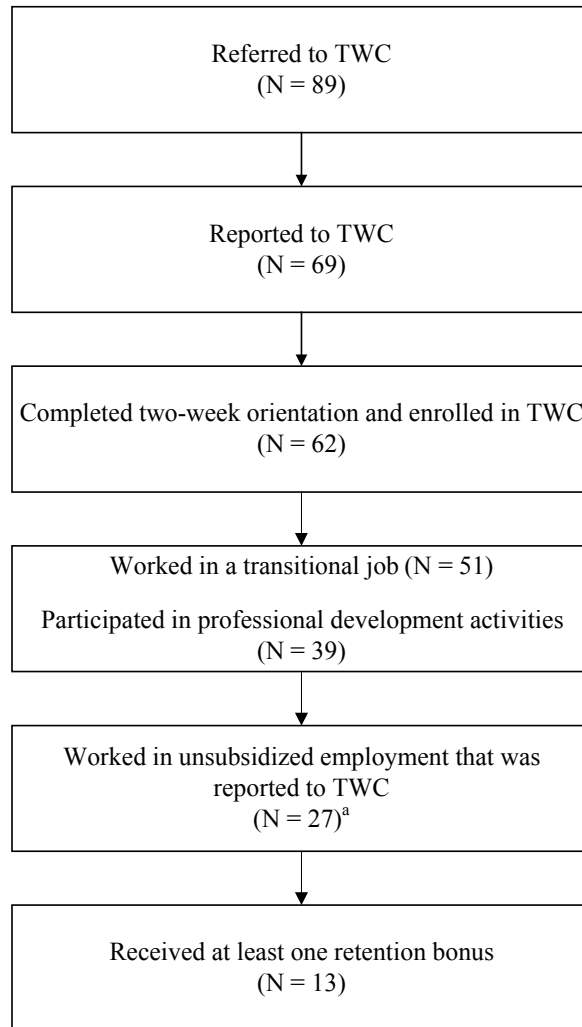 Referred to TWC
(N = 89)
Reported to TWC
(N = 69)
Completed two-week orientation and enrolled in TWC
(N = 62)
Worked in a transitional job (N = 51)
Participated in professional development activities
(N = 39)
Worked in unsubsidized employment that was
reported to TWC
(N = 27)ᵃ
Received at least one retention bonus
(N = 13)